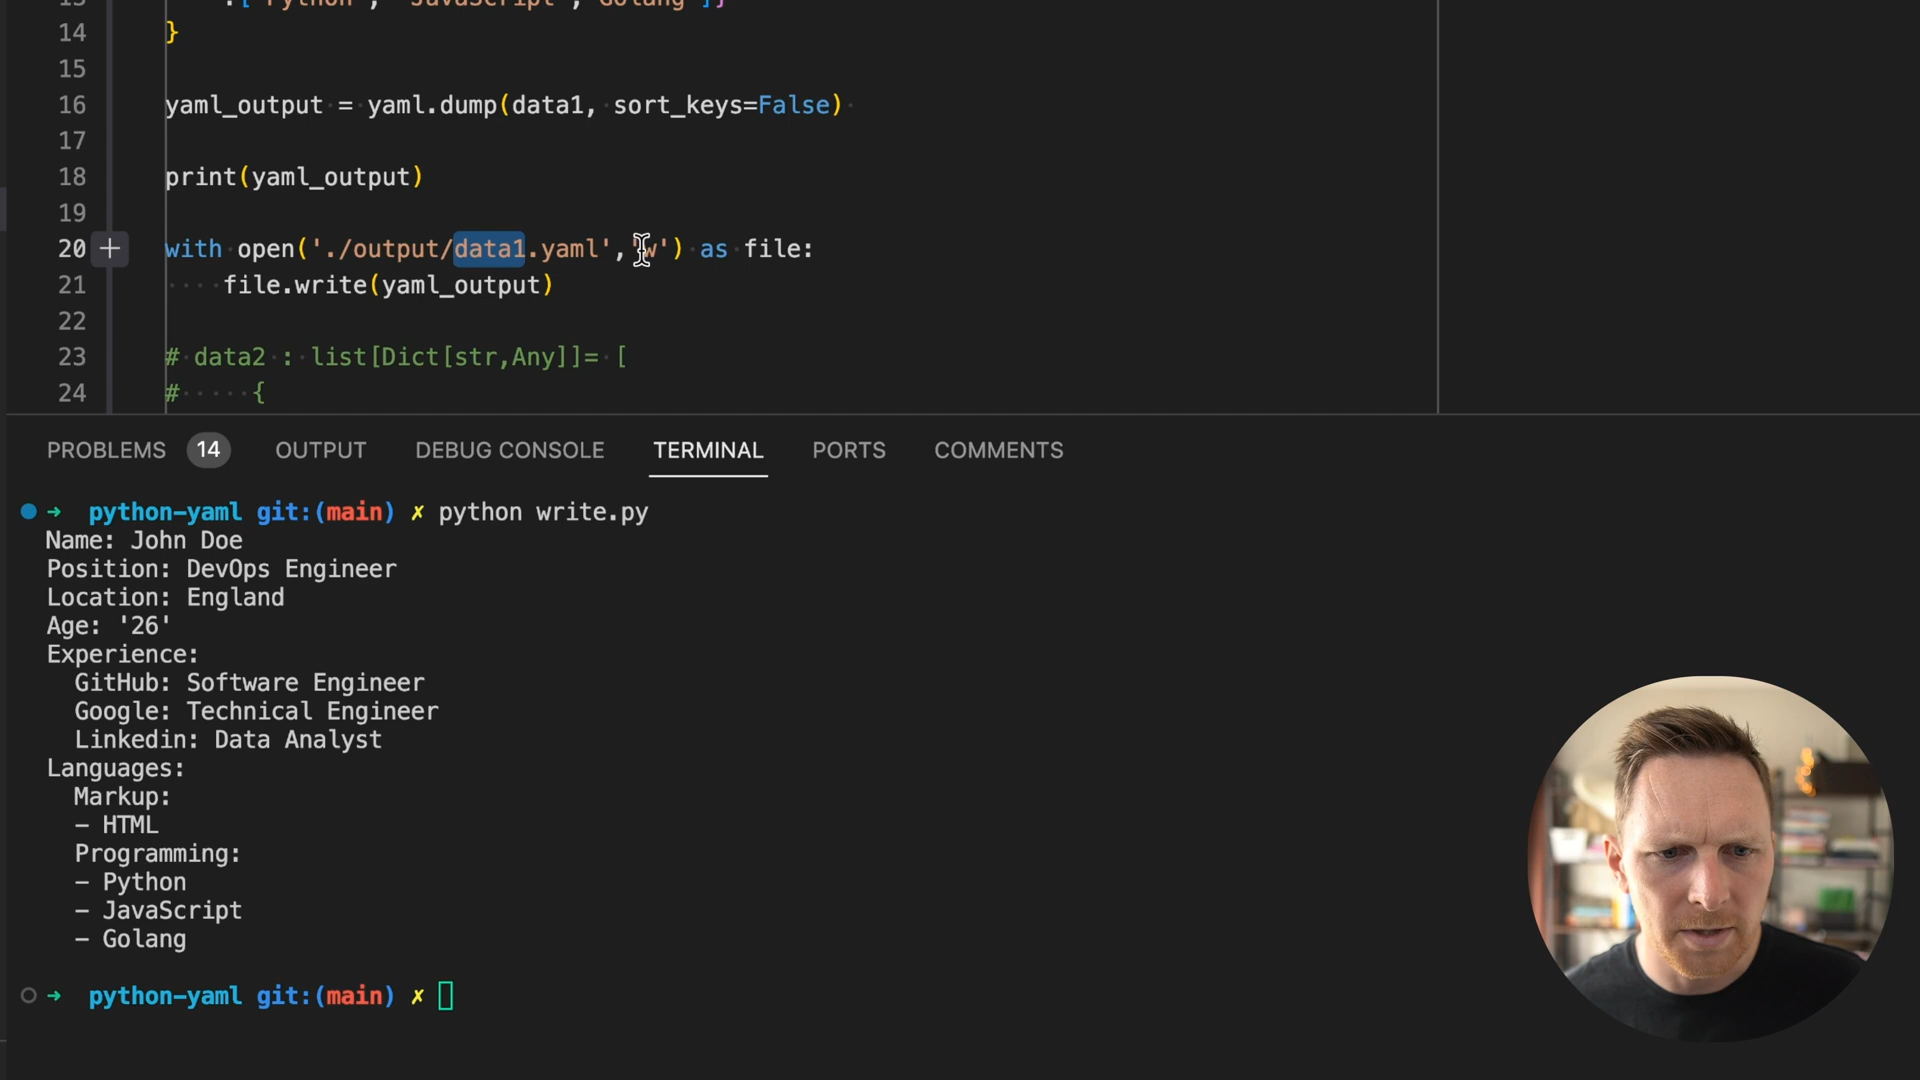 13 :["Python", "JavaScript","Golang"]}
14 }
15
16 yaml_output = yaml.dump(data1, sort_keys=False)
17
18 print(yaml_output)
19
20 with open('./output/data1.yaml','w') as file:
21 file.write(yaml_output)
22
23 # data2 : list[Dict[str,Any]]= [
24 # {
PROBLEMS 14 OUTPUT DEBUG CONSOLE TERMINAL PORTS COMMENTS
➜ python-yaml git:(main) ✗ python write.py
Name: John Doe
Position: DevOps Engineer
Location: England
Age: '26'
Experience:
GitHub: Software Engineer
Google: Technical Engineer
Linkedin: Data Analyst
Languages:
Markup:
- HTML
Programming:
- Python
- JavaScript
- Golang
➜ python-yaml git:(main) ✗